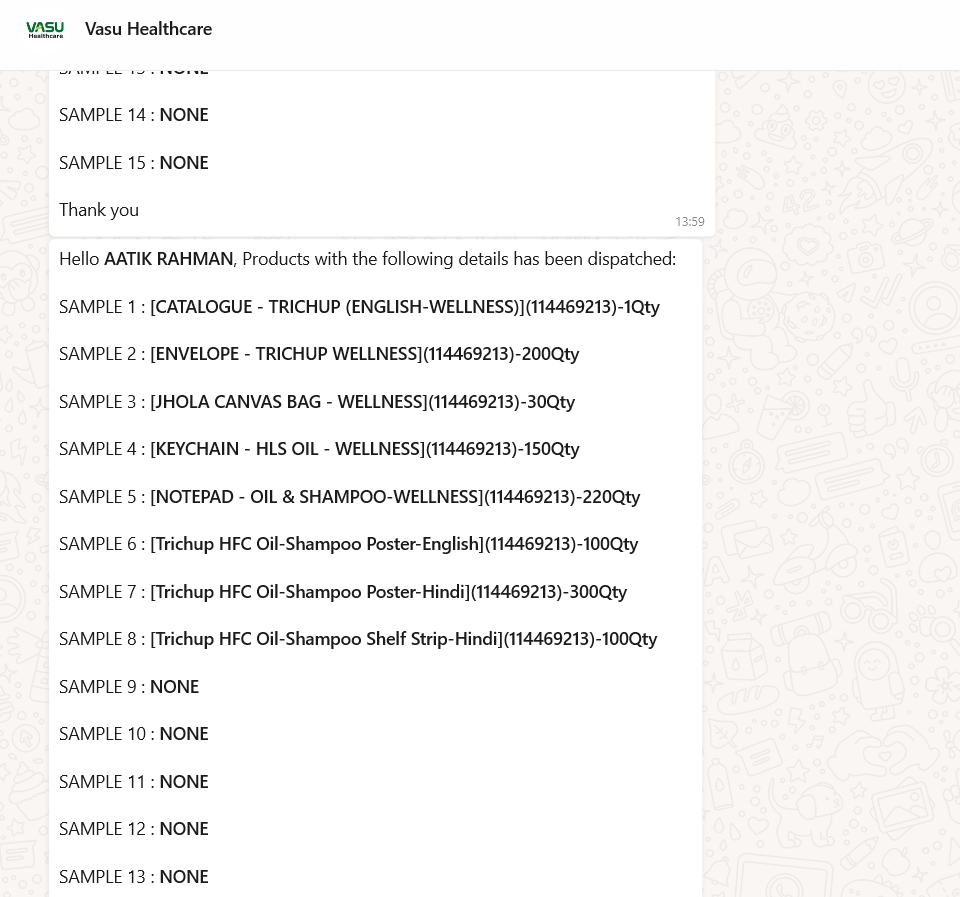 VASU
Healthcare
Vasu Healthcare
SAMPLE 14 : NONE
SAMPLE 15 : NONE
Thank you
13:59
Hello AATIK RAHMAN, Products with the following details has been dispatched:
SAMPLE 1 : [CATALOGUE - TRICHUP (ENGLISH-WELLNESS)](114469213)-1Qty
SAMPLE 2 : [ENVELOPE - TRICHUP WELLNESS](114469213)-200Qty
SAMPLE 3 : [JHOLA CANVAS BAG - WELLNESS](114469213)-30Qty
SAMPLE 4 : [KEYCHAIN - HLS OIL - WELLNESS](114469213)-150Qty
SAMPLE 5 : [NOTEPAD - OIL & SHAMPOO-WELLNESS](114469213)-220Qty
SAMPLE 6 : [Trichup HFC Oil-Shampoo Poster-English](114469213)-100Qty
SAMPLE 7 : [Trichup HFC Oil-Shampoo Poster-Hindi](114469213)-300Qty
SAMPLE 8 : [Trichup HFC Oil-Shampoo Shelf Strip-Hindi](114469213)-100Qty
SAMPLE 9 : NONE
SAMPLE 10 : NONE
SAMPLE 11 : NONE
SAMPLE 12 : NONE
SAMPLE 13 : NONE